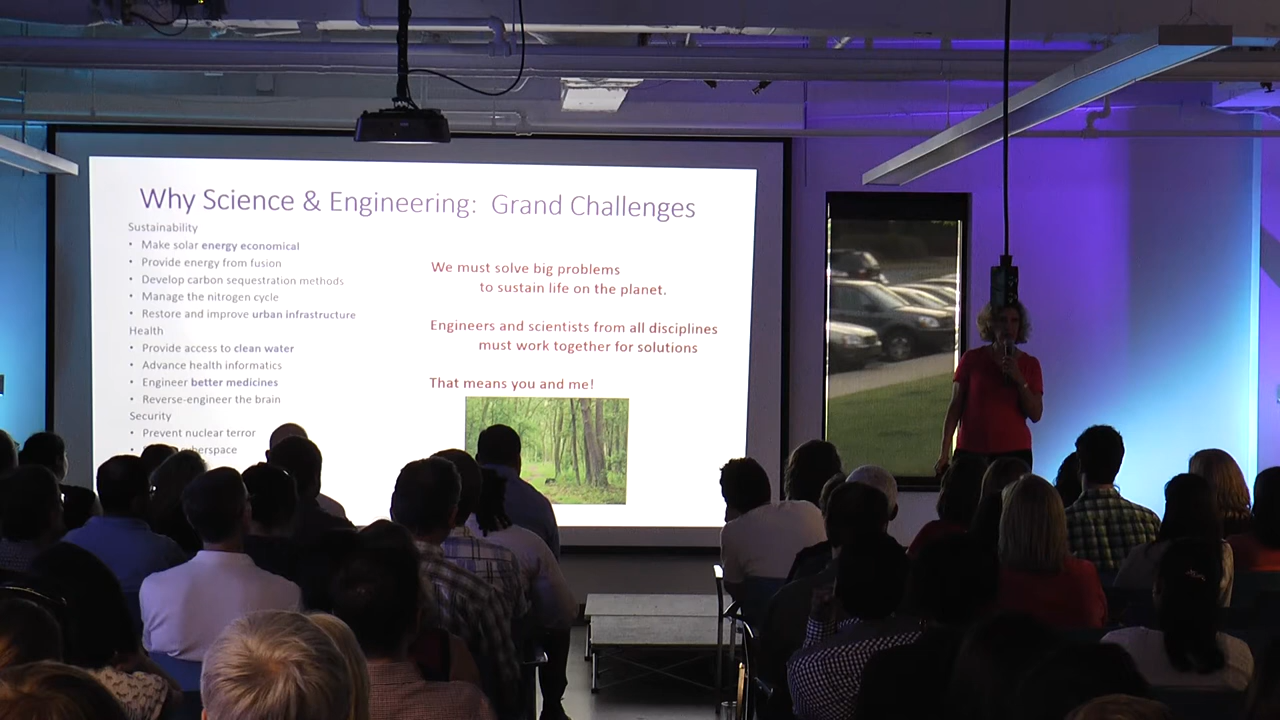 Why Science & Engineering: Grand Challenges
Sustainability
• Make solar energy economical
• Provide energy from fusion
• Develop carbon sequestration methods
• Manage the nitrogen cycle
• Restore and improve urban infrastructure
Health
• Provide access to clean water
• Advance health informatics
• Engineer better medicines
• Reverse-engineer the brain
Security
• Prevent nuclear terror
We must solve big problems
to sustain life on the planet.
Engineers and scientists from all disciplines
must work together for solutions
That means you and me!